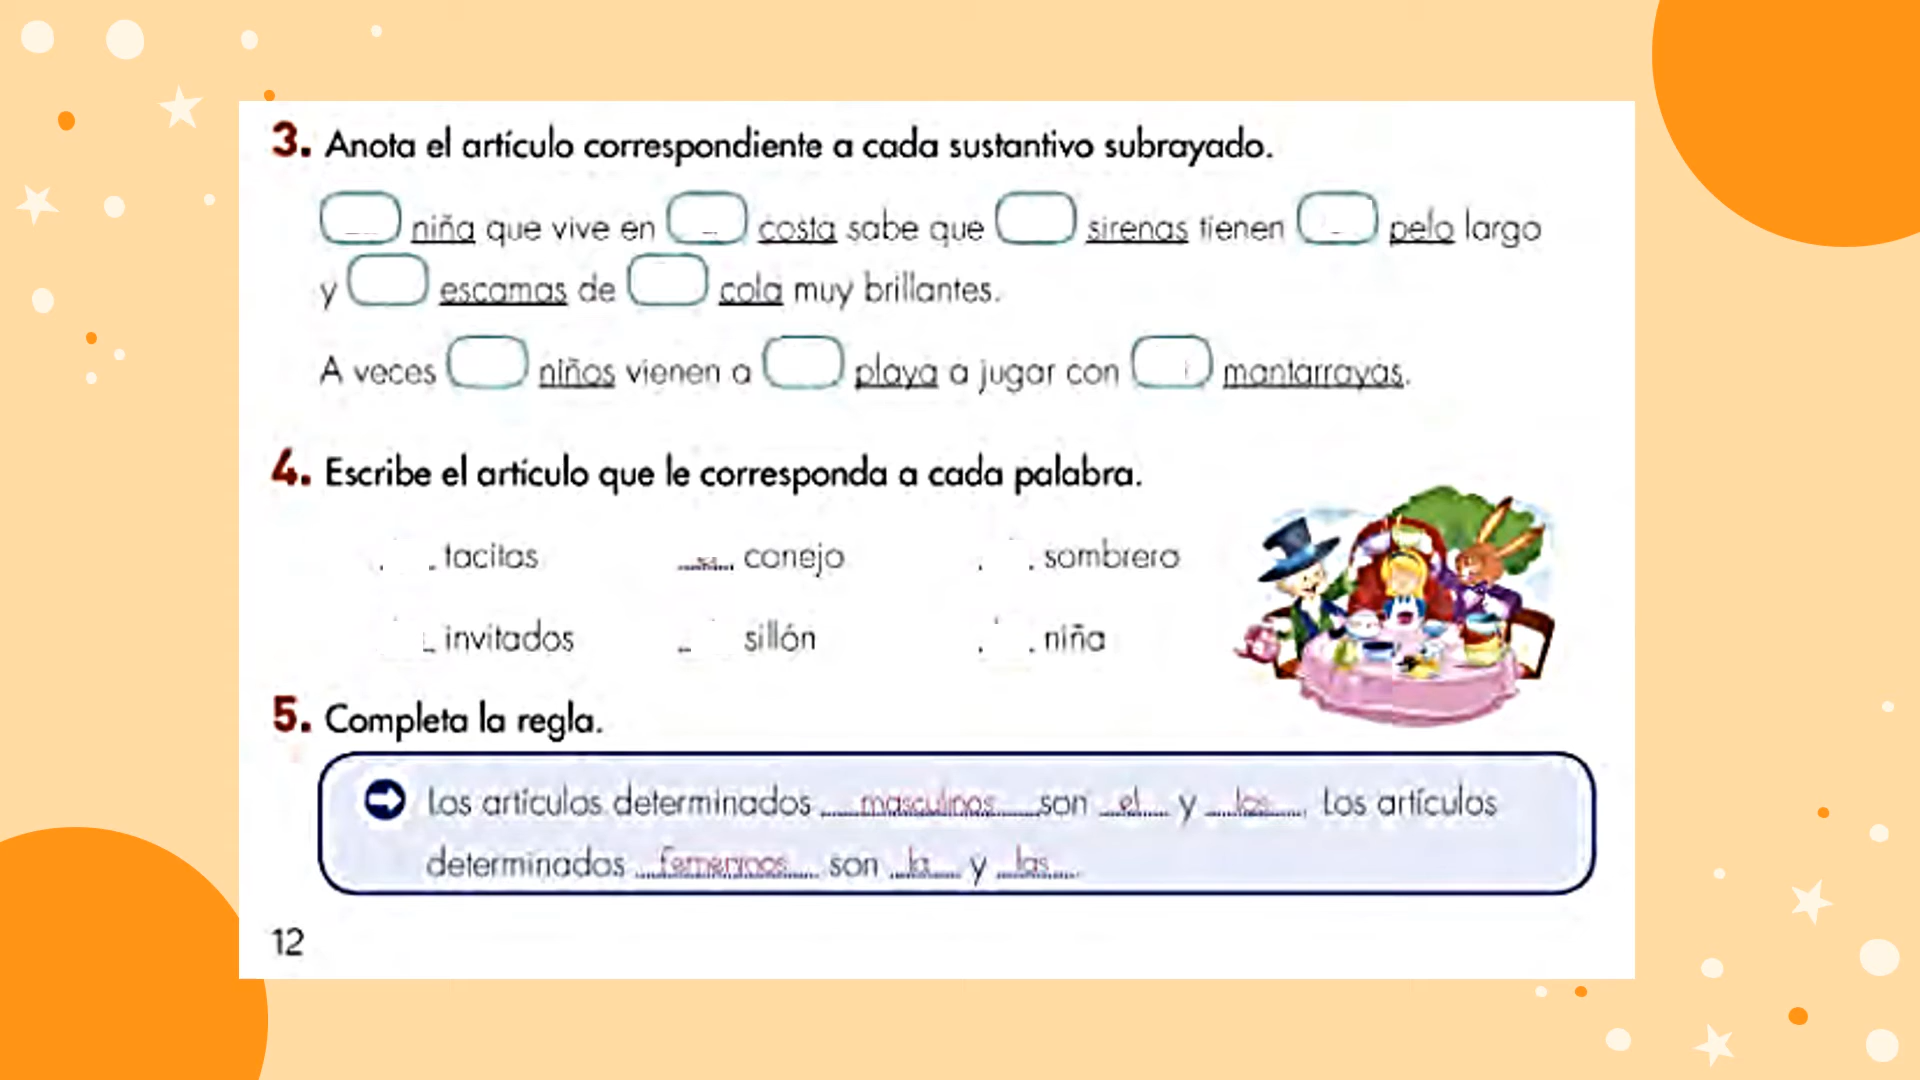 3. Anota el artículo correspondiente a cada sustantivo subrayado.
niña que vive en costa sabe que sirenas tienen pelo largo
y escamas de cola muy brillantes.
A veces niños vienen a playa a jugar con mantarrayas.
4. Escribe el artículo que le corresponda a cada palabra.
tacitas conejo sombrero
invitados sillón niña
5. Completa la regla.
Los artículos determinados masculinos son el y los. Los artículos
determinados femeninos son la y las.
12